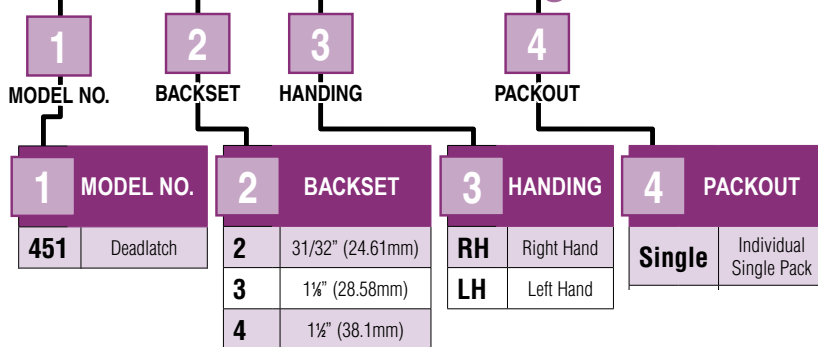 1 2 3 4
MODEL NO. BACKSET HANDING PACKOUT
1 MODEL NO.
451 Deadlatch
2 BACKSET
2 31/32” (24.61mm)
3 1⅛” (28.58mm)
4 1½” (38.1mm)
3 HANDING
RH Right Hand
LH Left Hand
4 PACKOUT
Single Individual
Single Pack